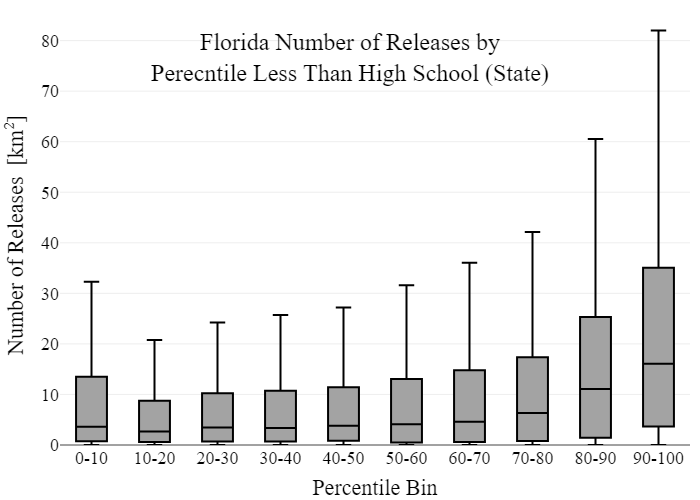 Florida Number of Releases by
Perecntile Less Than High School (State)
Number of Releases [km²]
80
70
60
50
40
30
20
10
0
0-10 10-20 20-30 30-40 40-50 50-60 60-70 70-80 80-90 90-100
Percentile Bin